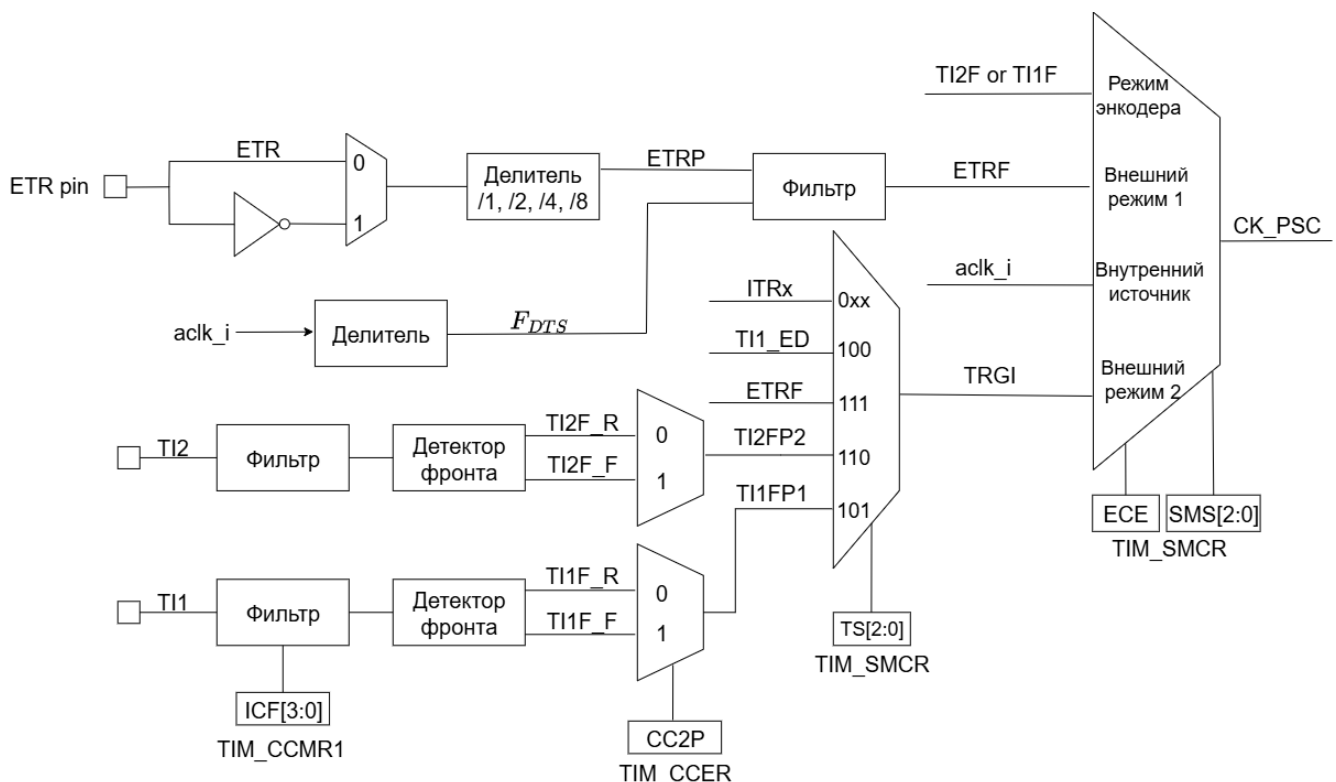 TI2F or TI1F
Режим
энкодера
ETR
0
ETR pin
1
Делитель
/1, /2, /4, /8
ETRP
Фильтр
ETRF
Внешний
режим 1
CK_PSC
aclk_i
Внутренний
источник
aclk_i
Делитель
F_DTS
ITRx
0xx
TI1_ED
100
ETRF
111
TI2FP2
110
TI1FP1
101
TRGI
Внешний
режим 2
TI2
Фильтр
Детектор
фронта
TI2F_R
TI2F_F
0
1
ECE
SMS[2:0]
TIM_SMCR
TI1
Фильтр
Детектор
фронта
TI1F_R
TI1F_F
0
1
TS[2:0]
TIM_SMCR
ICF[3:0]
TIM_CCMR1
CC2P
TIM_CCER